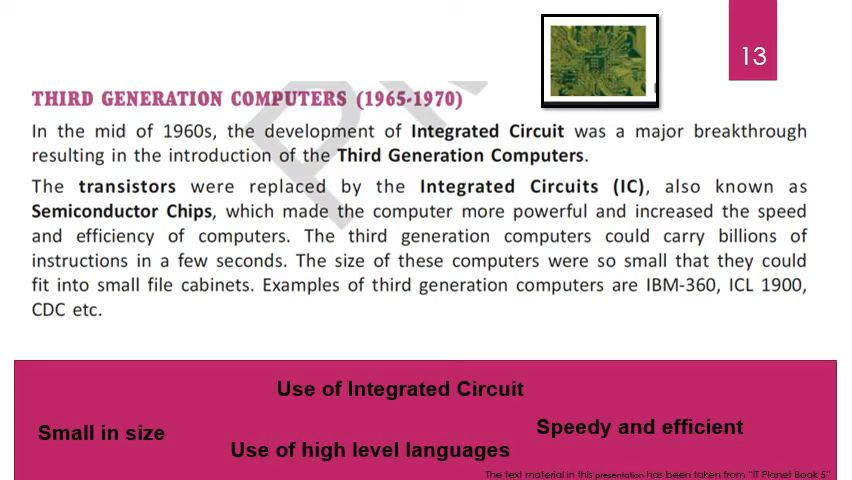 13
THIRD GENERATION COMPUTERS (1965-1970)
In the mid of 1960s, the development of Integrated Circuit was a major breakthrough
resulting in the introduction of the Third Generation Computers.
The transistors were replaced by the Integrated Circuits (IC), also known as
Semiconductor Chips, which made the computer more powerful and increased the speed
and efficiency of computers. The third generation computers could carry billions of
instructions in a few seconds. The size of these computers were so small that they could
fit into small file cabinets. Examples of third generation computers are IBM-360, ICL 1900,
CDC etc.
Use of Integrated Circuit
Small in size
Speedy and efficient
Use of high level languages
The text material in this presentation has been taken from "IT Planet Book 5"